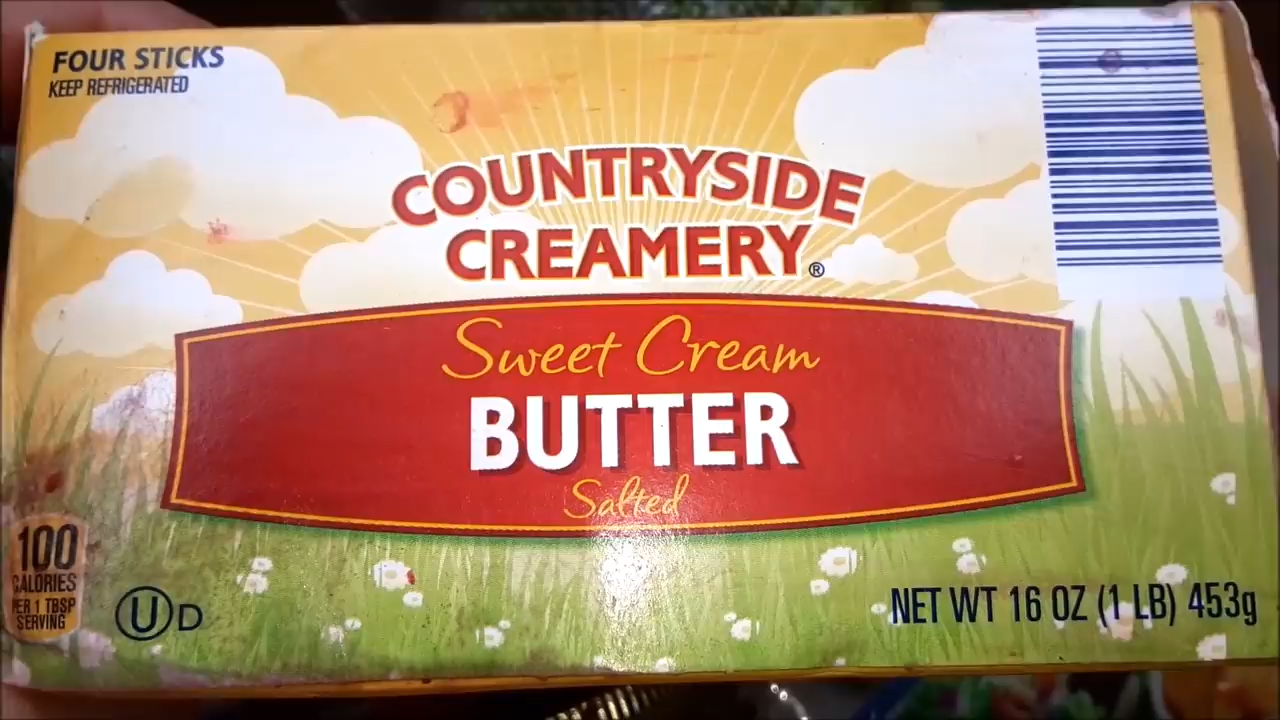 FOUR STICKS
KEEP REFRIGERATED
COUNTRYSIDE
CREAMERY®
Sweet Cream
BUTTER
Salted
100
CALORIES
PER 1 TBSP
SERVING
U D
NET WT 16 OZ (1 LB) 453g